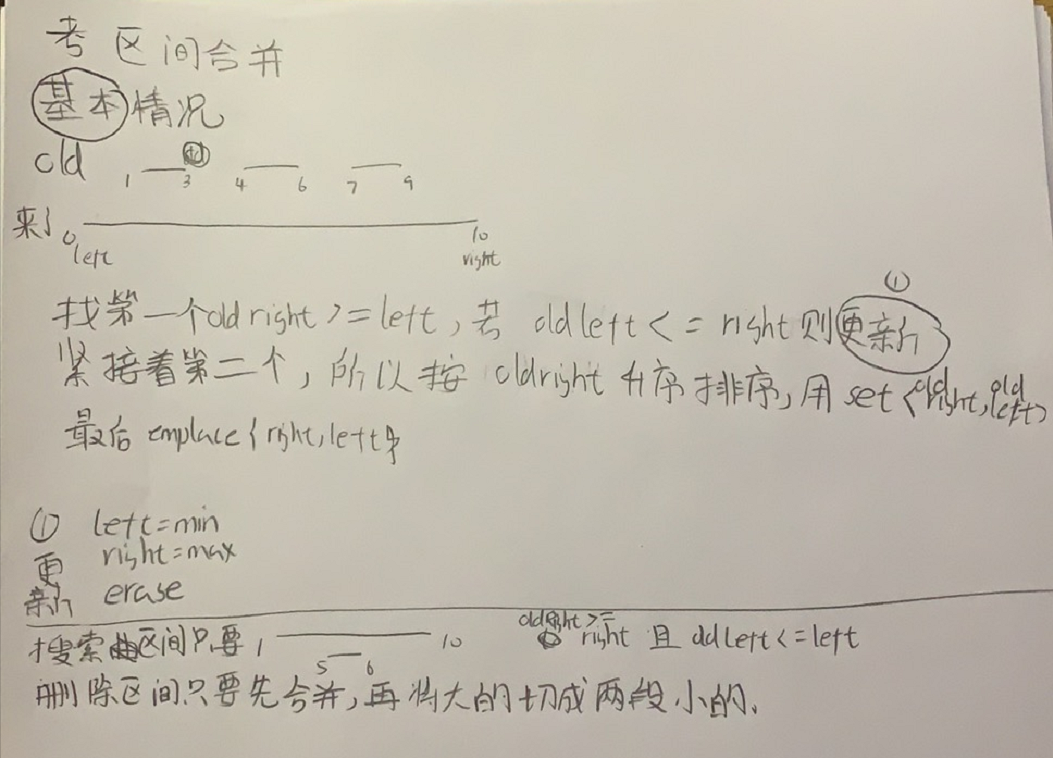 考区间合并
基本情况
old
1 3 4 6 7 9
来了 0 10
left right
①
找第一个old right >= left, 若 old left <= right 则更新
紧接着第二个, 所以按 oldright 升序排序, 用 set<old right, old left>
最后 emplace{right, left}
① left=min
更新 right=max
erase
搜索区间只要 1 10 oldright >= right 且 oldleft <= left
5 6
删除区间只要先合并, 再将大的切成两段小的.